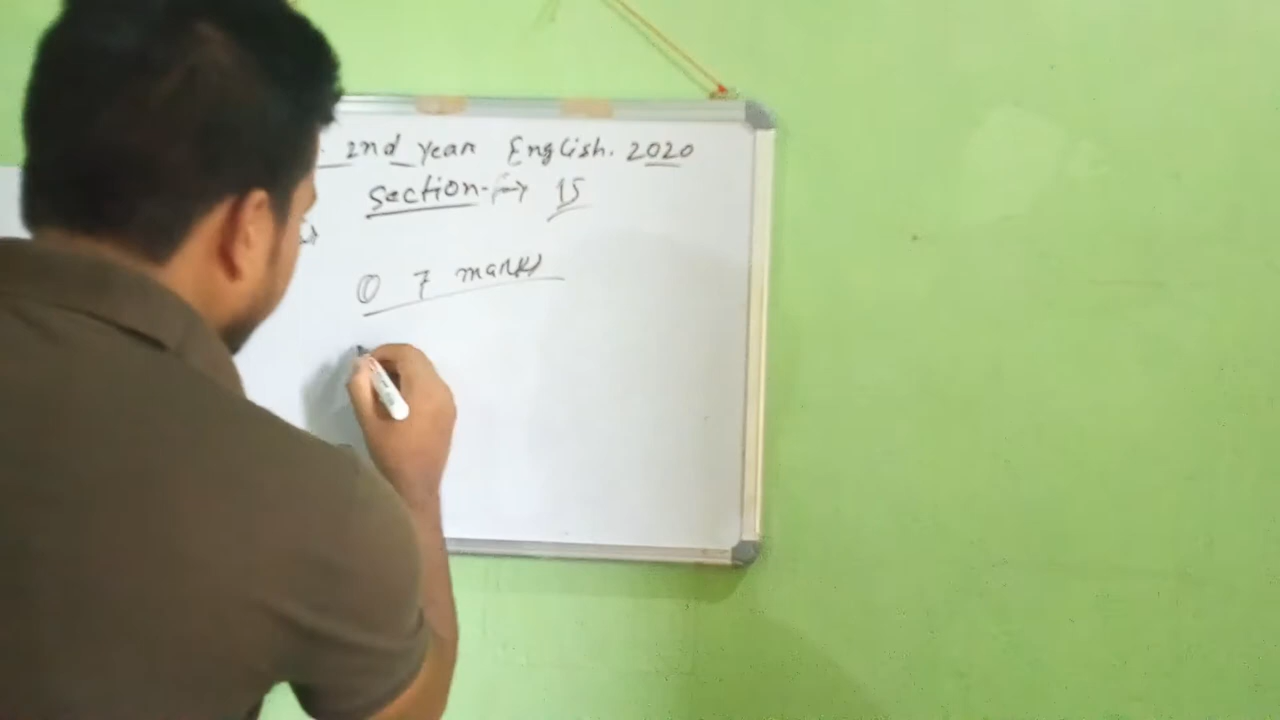 2nd year English. 2020
Section- 15
① 7 marks